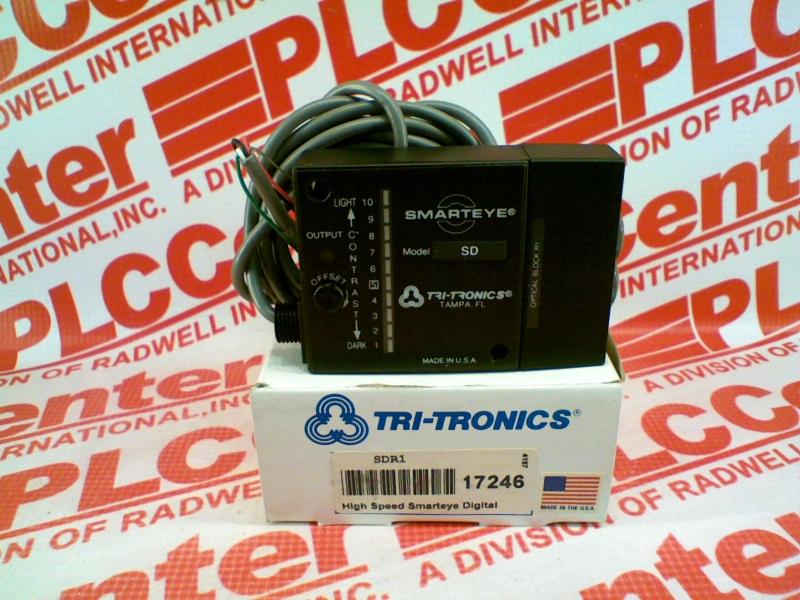 PLCCenter
A DIVISION OF RADWELL INTERNATIONAL, INC.
LIGHT 10
9
8
7
6
5
4
3
2
DARK 1
OUTPUT
CONTRAST
OFFSET
SMARTEYE®
Model SD
TRI-TRONICS®
TAMPA FL
MADE IN U.S.A.
OPTICAL BLOCK R1
TRI-TRONICS®
SDR1
4197
17246
High Speed Smarteye Digital
MADE IN THE U.S.A.